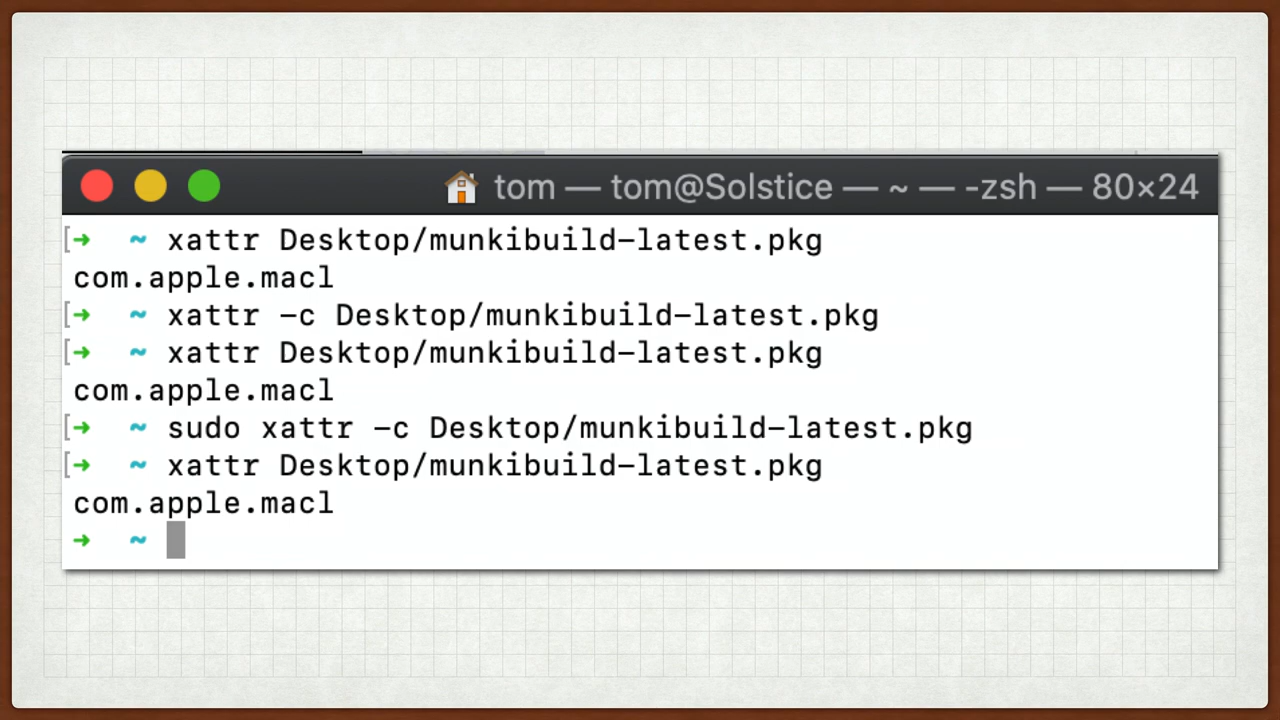 tom — tom@Solstice — ~ — -zsh — 80×24
[➜ ~ xattr Desktop/munkibuild-latest.pkg
com.apple.macl
[➜ ~ xattr -c Desktop/munkibuild-latest.pkg
[➜ ~ xattr Desktop/munkibuild-latest.pkg
com.apple.macl
[➜ ~ sudo xattr -c Desktop/munkibuild-latest.pkg
[➜ ~ xattr Desktop/munkibuild-latest.pkg
com.apple.macl
➜ ~